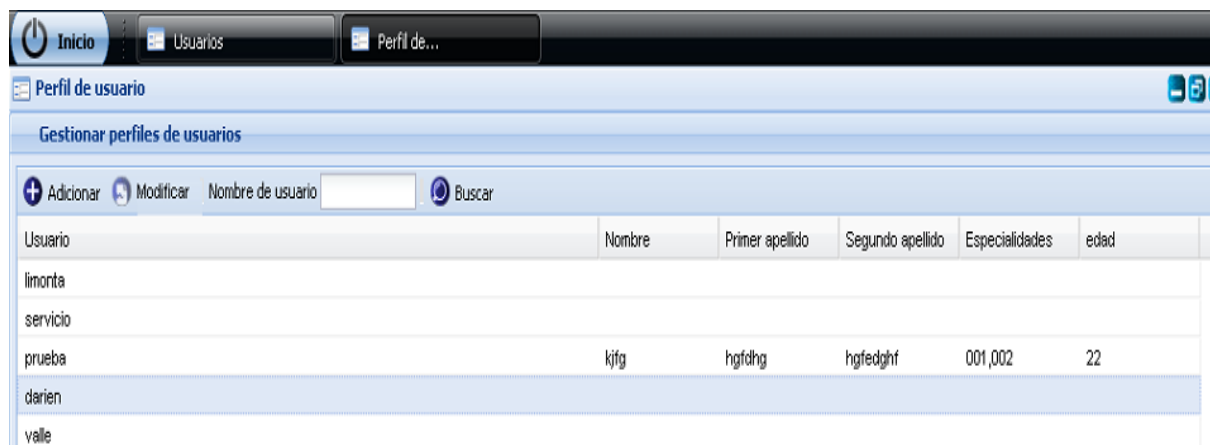 Inicio Usuarios Perfil de...
Perfil de usuario
Gestionar perfiles de usuarios
Adicionar Modificar Nombre de usuario Buscar
Usuario Nombre Primer apellido Segundo apellido Especialidades edad
limonta
servicio
prueba kjfg hgfdhg hgfedghf 001,002 22
darien
valle